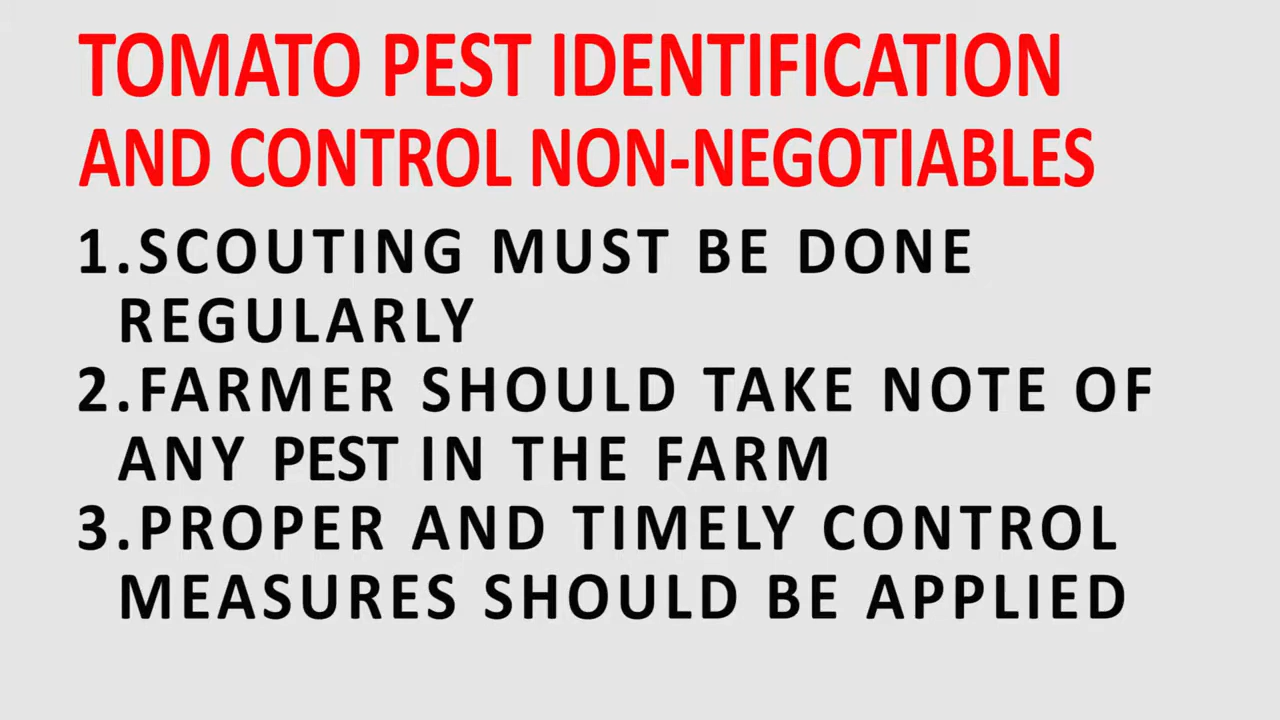 TOMATO PEST IDENTIFICATION
AND CONTROL NON-NEGOTIABLES
1.SCOUTING MUST BE DONE
REGULARLY
2.FARMER SHOULD TAKE NOTE OF
ANY PEST IN THE FARM
3.PROPER AND TIMELY CONTROL
MEASURES SHOULD BE APPLIED